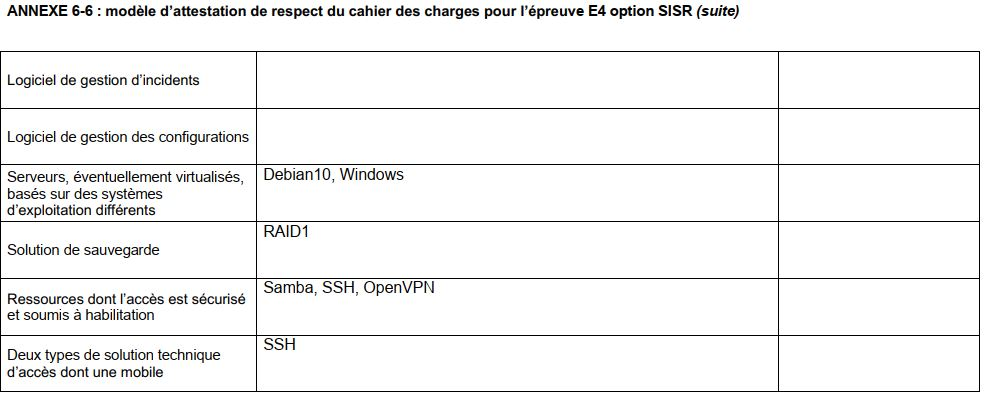 ANNEXE 6-6 : modèle d’attestation de respect du cahier des charges pour l’épreuve E4 option SISR (suite)
Logiciel de gestion d’incidents
Logiciel de gestion des configurations
Serveurs, éventuellement virtualisés,
basés sur des systèmes
d’exploitation différents
Debian10, Windows
Solution de sauvegarde
RAID1
Ressources dont l’accès est sécurisé
et soumis à habilitation
Samba, SSH, OpenVPN
Deux types de solution technique
d’accès dont une mobile
SSH